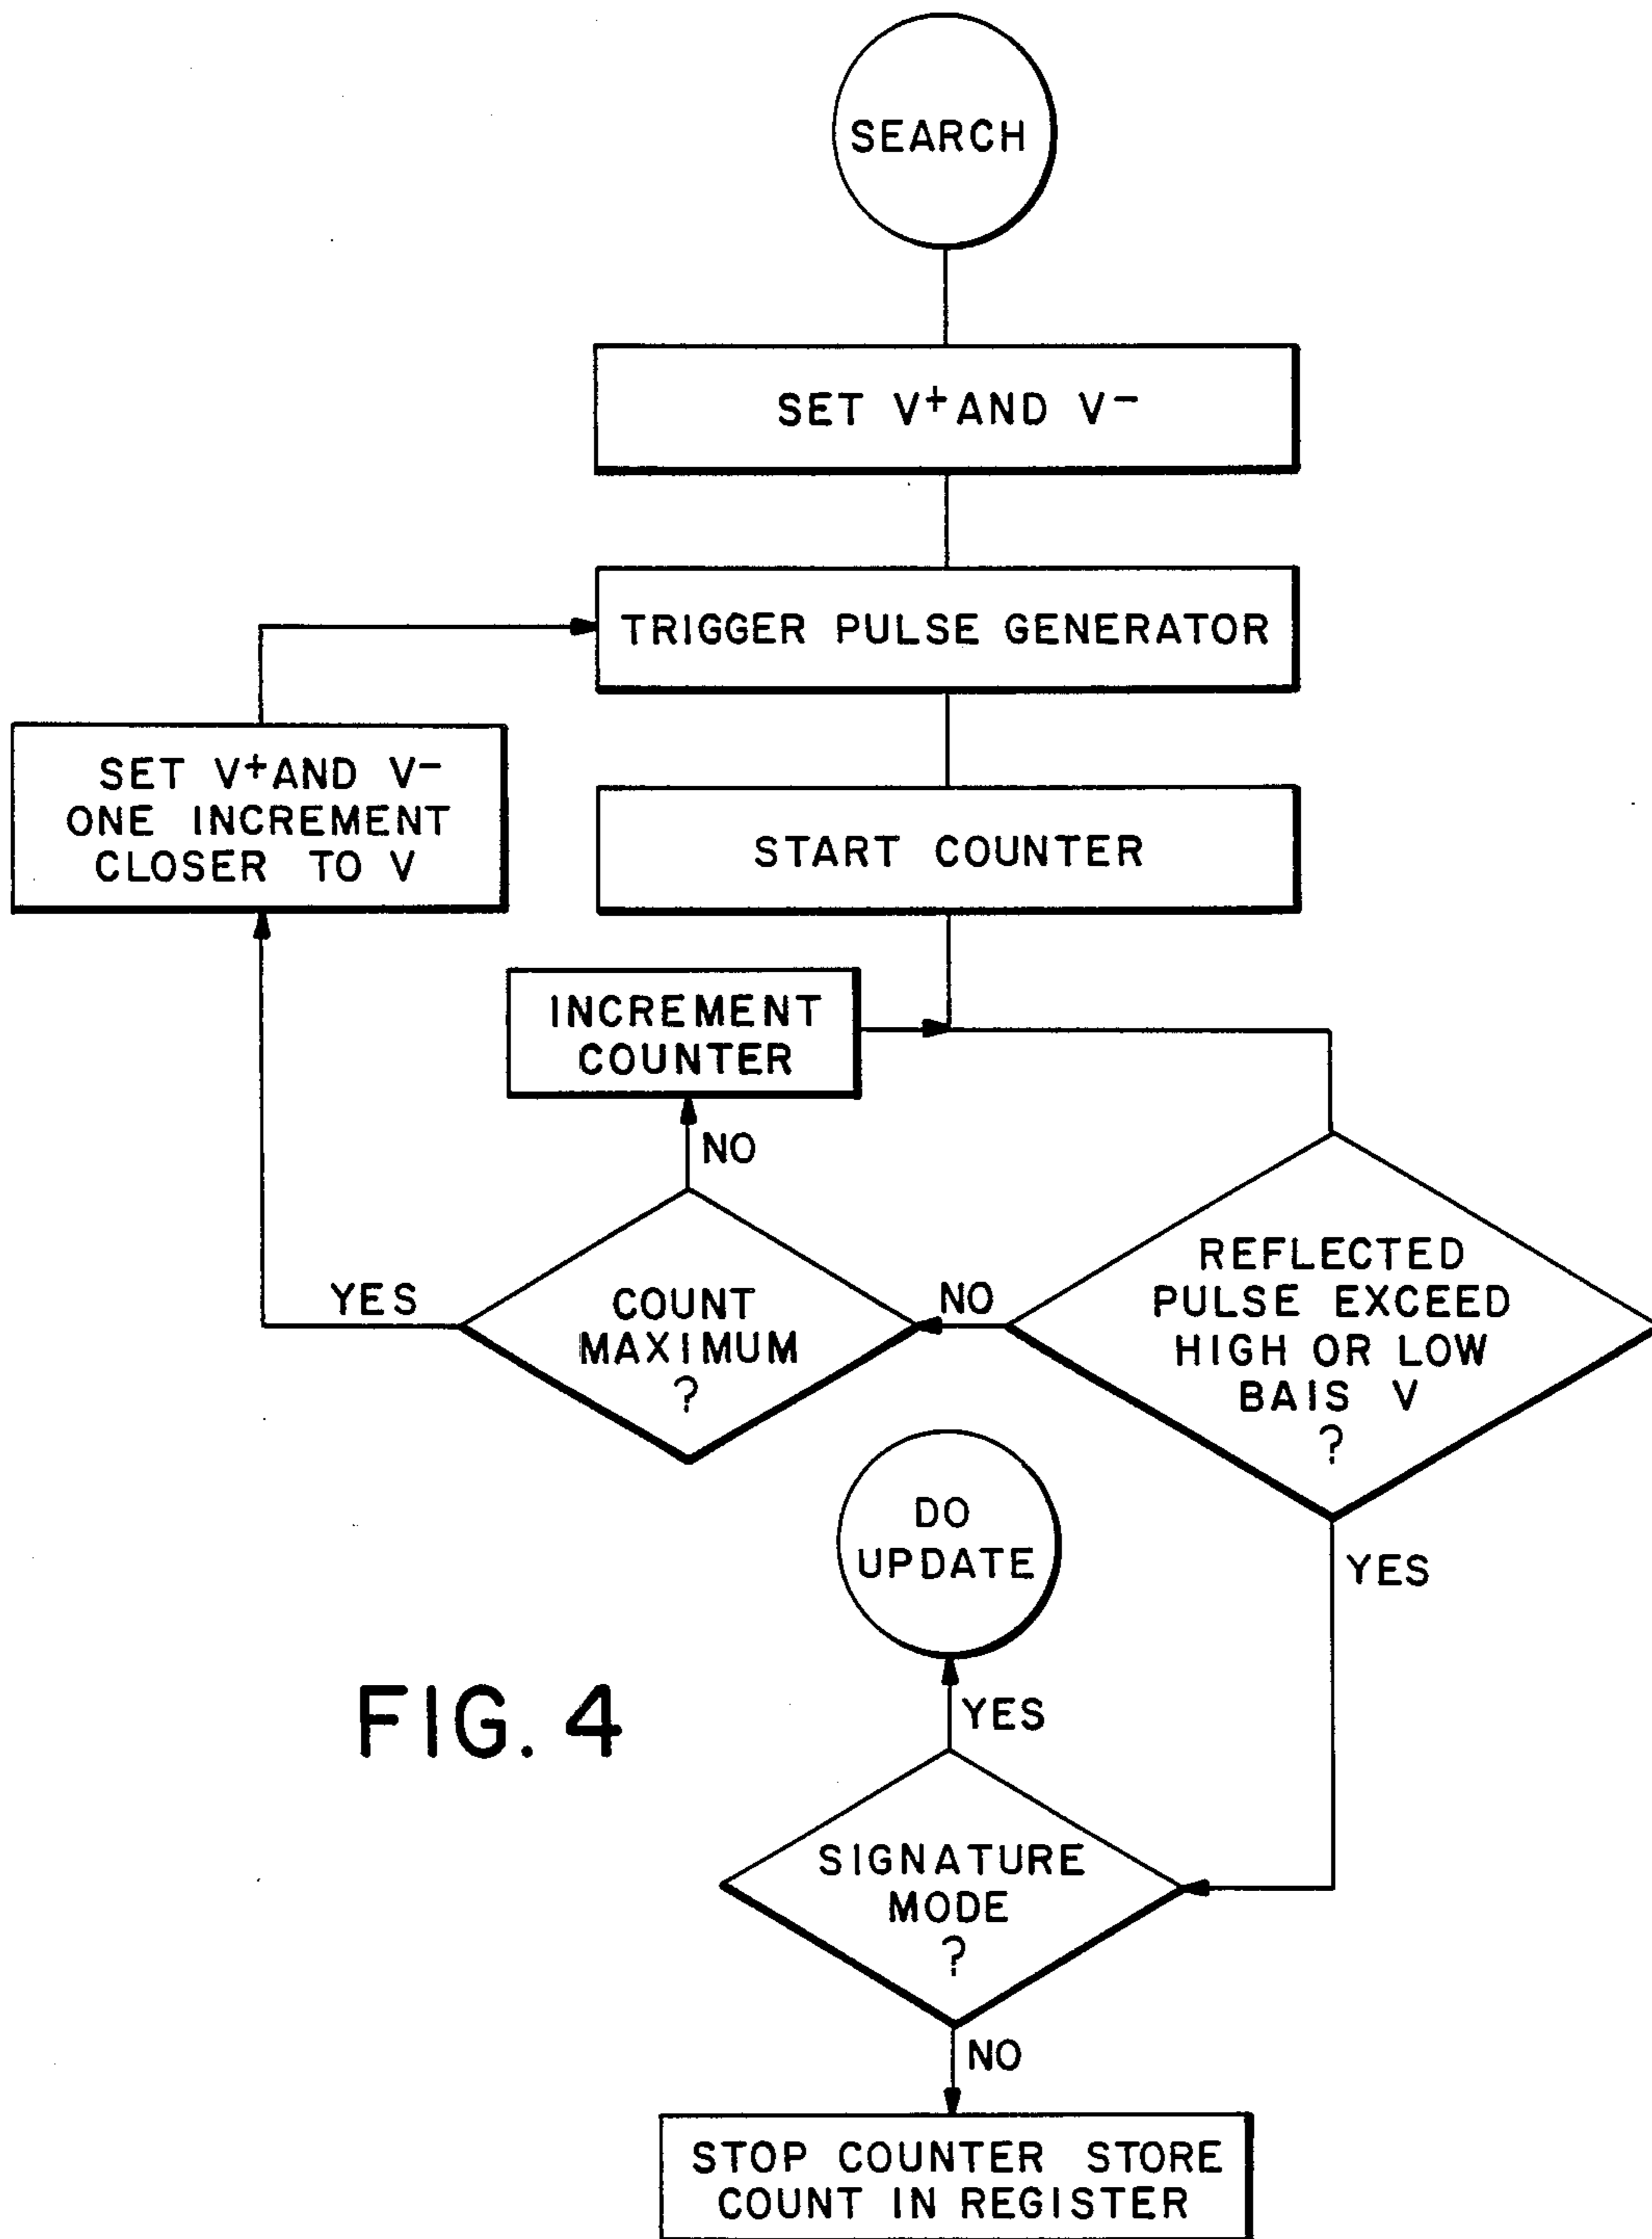 SEARCH
SET V+ AND V-
TRIGGER PULSE GENERATOR
SET V+ AND V-
ONE INCREMENT
CLOSER TO V
START COUNTER
INCREMENT
COUNTER
NO
REFLECTED
PULSE EXCEED
HIGH OR LOW
BAIS V
?
NO
COUNT
MAXIMUM
?
YES
YES
DO
UPDATE
YES
SIGNATURE
MODE
?
NO
STOP COUNTER STORE
COUNT IN REGISTER
FIG. 4